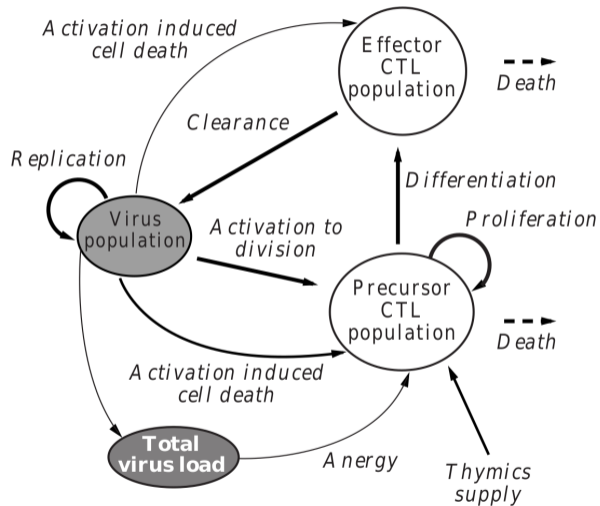 Activation induced
cell death
Effector
CTL
population
Death
Clearance
Replication
Differentiation
Proliferation
Virus
population
Activation to
division
Precursor
CTL
population
Death
Activation induced
cell death
Total
virus load
Anergy
Thymics
supply